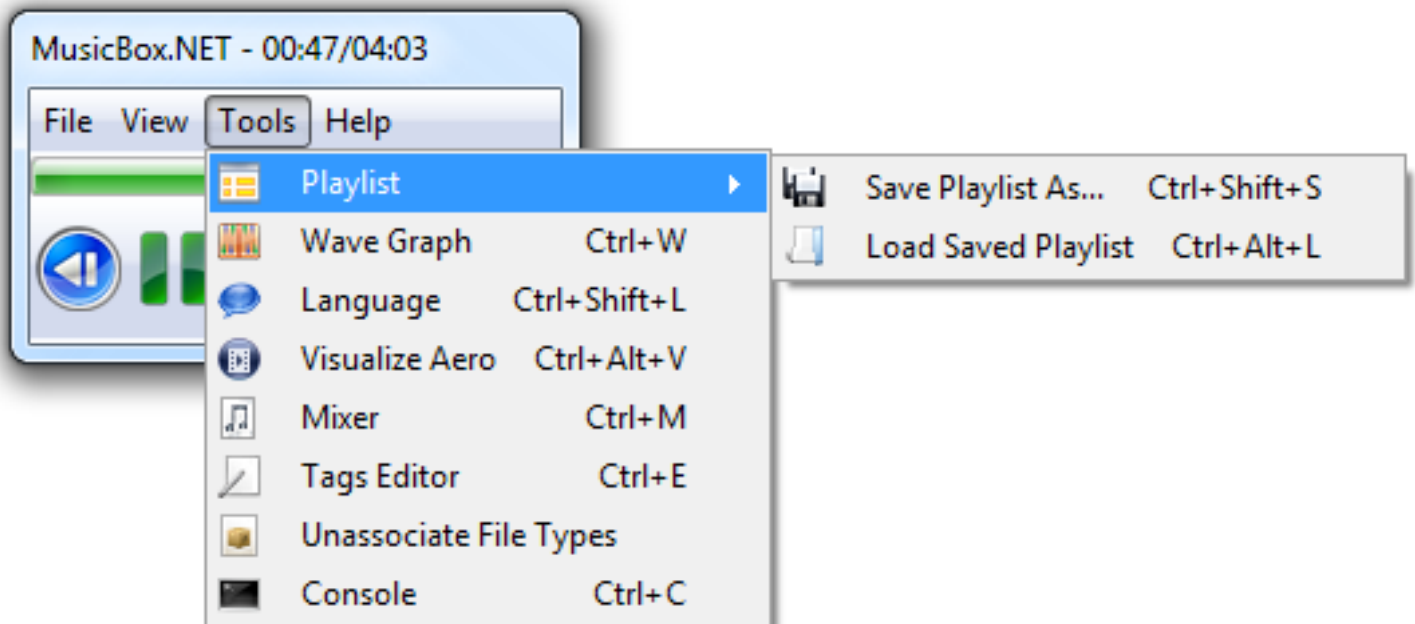 MusicBox.NET - 00:47/04:03
File View Tools Help
Playlist
Save Playlist As... Ctrl+Shift+S
Load Saved Playlist Ctrl+Alt+L
Wave Graph Ctrl+W
Language Ctrl+Shift+L
Visualize Aero Ctrl+Alt+V
Mixer Ctrl+M
Tags Editor Ctrl+E
Unassociate File Types
Console Ctrl+C